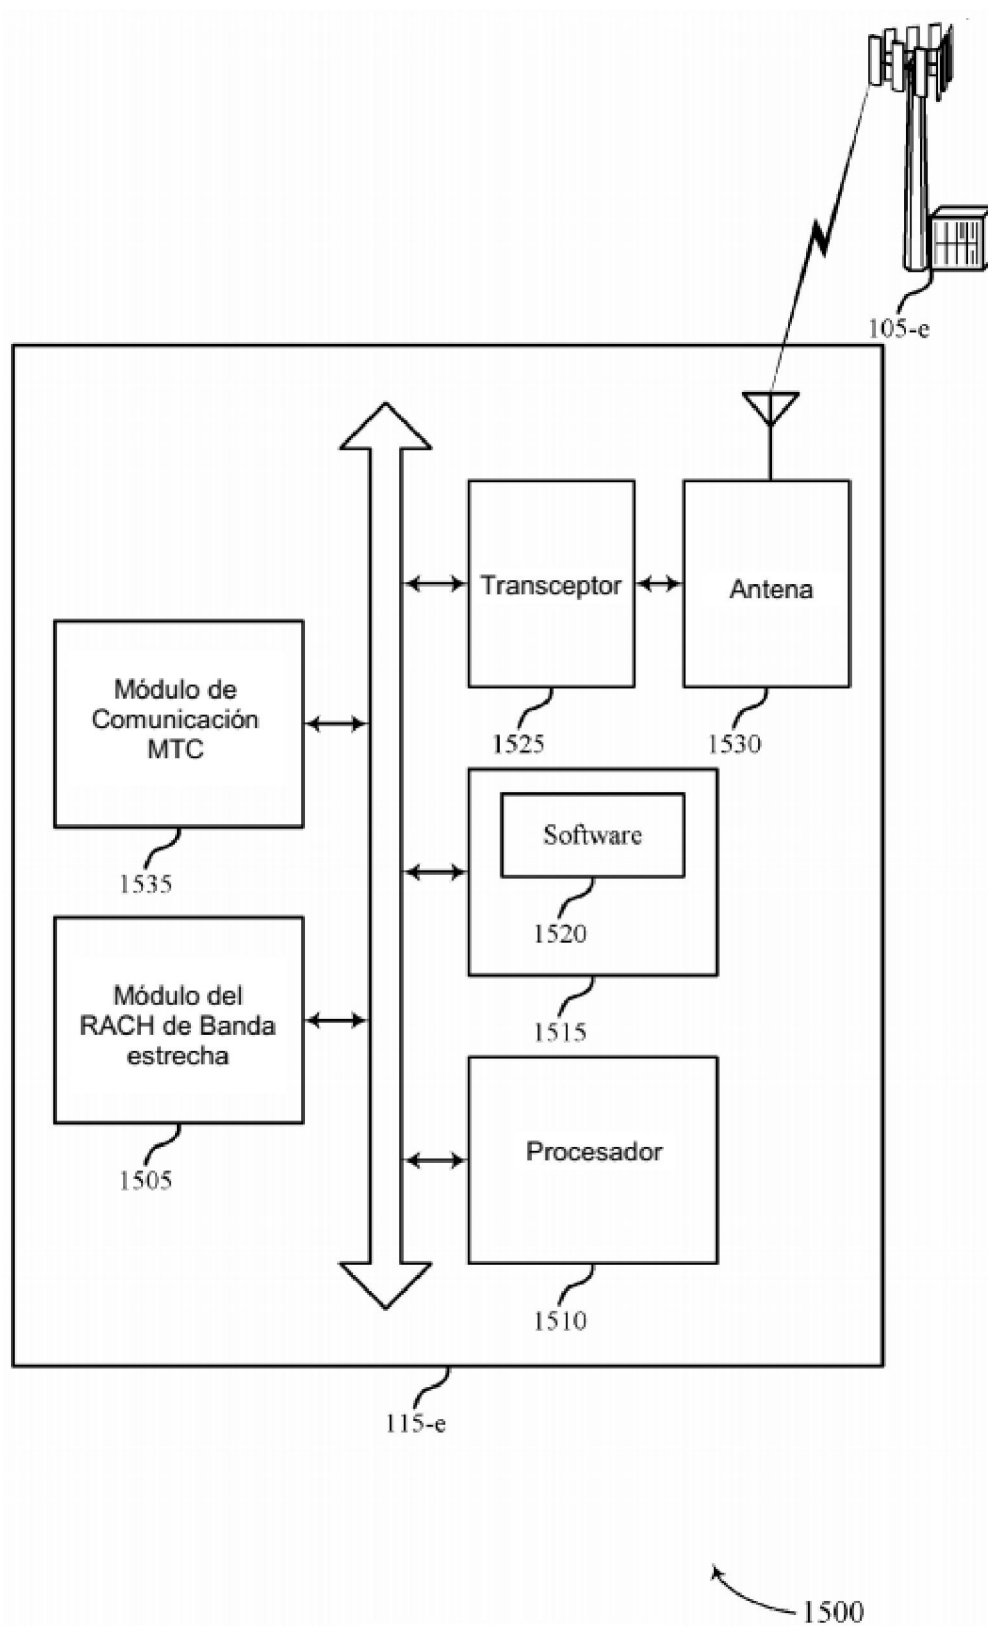 105-e
Transceptor
Antena
1525
1530
Módulo de
Comunicación
MTC
1535
Software
1520
1515
Módulo del
RACH de Banda
estrecha
1505
Procesador
1510
115-e
1500